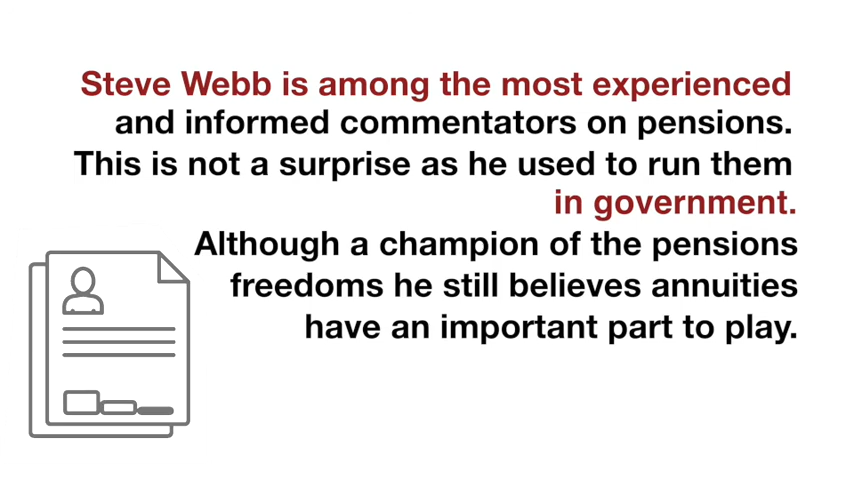 Steve Webb is among the most experienced
and informed commentators on pensions.
This is not a surprise as he used to run them
in government.
Although a champion of the pensions
freedoms he still believes annuities
have an important part to play.